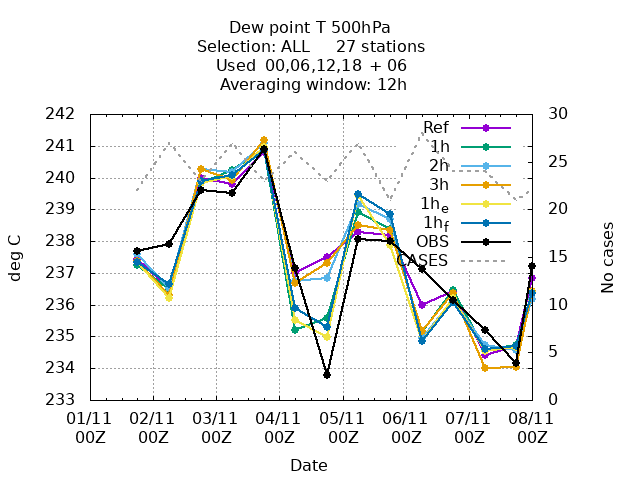 Dew point T 500hPa
Selection: ALL 27 stations
Used 00,06,12,18 + 06
Averaging window: 12h
242
241
240
239
238
237
236
235
234
233
deg C
30
25
20
15
10
5
0
No cases
Ref
1h
2h
3h
1he
1hf
OBS
CASES
01/11 02/11 03/11 04/11 05/11 06/11 07/11 08/11
00Z 00Z 00Z 00Z 00Z 00Z 00Z 00Z
Date